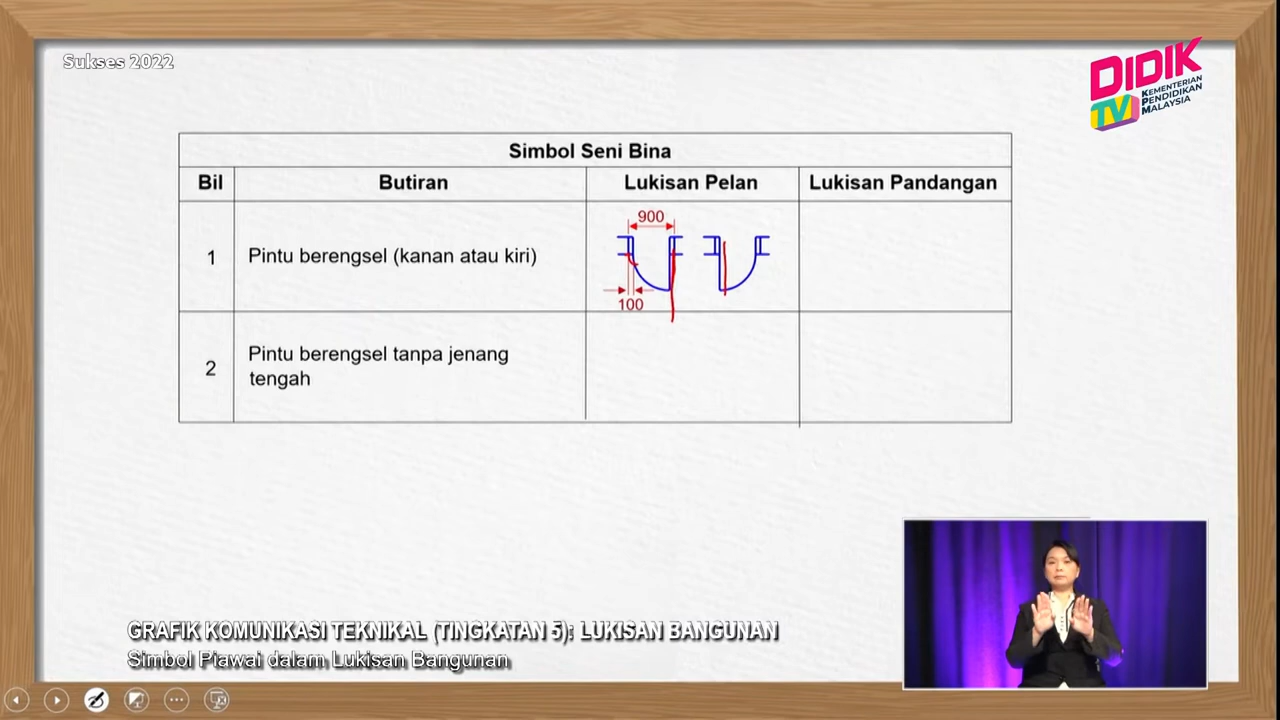 Sukses 2022
DIDIK
TV
KEMENTERIAN
PENDIDIKAN
MALAYSIA
Simbol Seni Bina
Bil Butiran Lukisan Pelan Lukisan Pandangan
900
1 Pintu berengsel (kanan atau kiri)
100
2 Pintu berengsel tanpa jenang
tengah
GRAFIK KOMUNIKASI TEKNIKAL (TINGKATAN 5): LUKISAN BANGUNAN
Simbol Piawai dalam Lukisan Bangunan